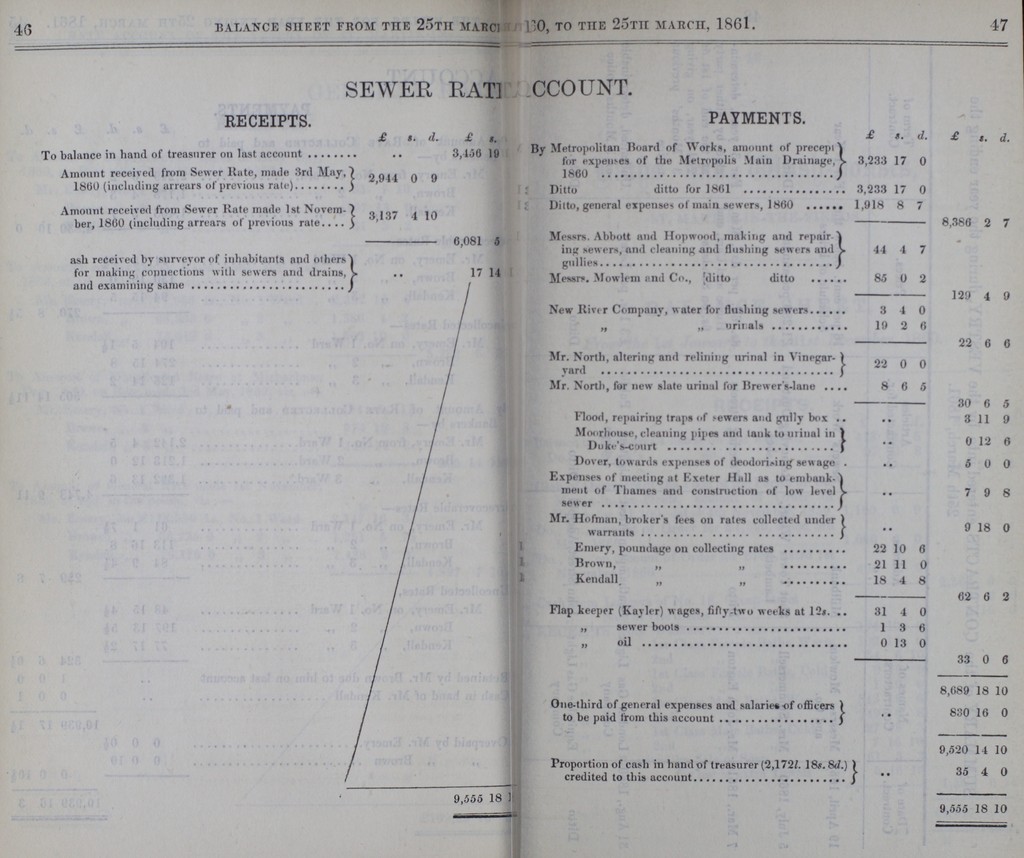 46
BALANCE SHEET FROM THE 25TH MARC 60, TO THE 25TH MARCH, 1861.
47
SEWER RAT CCOUNT.
RECEIPTS.
£ s. d. £ s.
To balance in hand of treasurer on last account ......... .. 3,456 19
Amount received from Sewer Rate, made 3rd May,
1860 (including arrears of previous rate)........ 2,944 0 9
Amount received from Sewer Rate made 1st Novem-
ber, 1860 (including arrears of previous rate.... 3,137 4 10
6,081 5
ash received by surveyor of inhabitants and others
for making connections with sewers and drains, .. 17 14
and examining same ........................
9,555 18
PAYMENTS.
£ s. d. £ s. d.
By Metropolitan Board of Works, amount of precept
for expenses of the Metropolis Main Drainage, 3,233 17 0
1860 ....................................
Ditto ditto for 1861 ................ 3,233 17 0
Ditto, general expenses of main sewers, 1860 ...... 1,918 8 7
8,386 2 7
Messrs. Abbott and Hopwood, making and repair-
ing sewers, and cleaning and flushing sewers and 44 4 7
gullies....................................
Messrs. Mowlem and Co., ditto ditto ...... 85 0 2
129 4 9
New River Company, water for flushing sewers...... 3 4 0
„ „ urinals ............ 19 2 6
22 6 6
Mr. North, altering and relining urinal in Vinegar-
yard .................................... 22 0 0
Mr. North, for new slate urinal for Brewer's-lane .... 8 6 5
30 6 5
Flood, repairing traps of sewers and gully box .. .. 3 11 9
Moorhouse, cleaning pipes and tank to urinal in
Duke's-court ........................ .. 0 12 6
Dover, towards expenses of deodorising sewage . .. 5 0 0
Expenses of meeting at Exeter Hall as to embank-
ment of Thames and construction of low level .. 7 9 8
sewer ....................................
Mr. Hofman, broker's fees on rates collected under
warrants ............................ .. 9 18 0
Emery, poundage on collecting rates .......... 22 10 6
Brown, „ „ .......... 21 11 0
Kendall „ „ .......... 18 4 8
62 6 2
Flap keeper (Kayler) wages, fifty-two weeks at 12s. .. 31 4 0
„ sewer boots ........................ 1 3 6
„ oil ................................ 0 13 0
33 0 6
8,689 18 10
One-third of general expenses and salaries of officers
to be paid from this account .................. .. 830 16 0
9,520 14 10
Proportion of cash in hand of treasurer (2,172l. 18s. 8d.)
credited to this account........................ .. 35 4 0
9,555 18 10